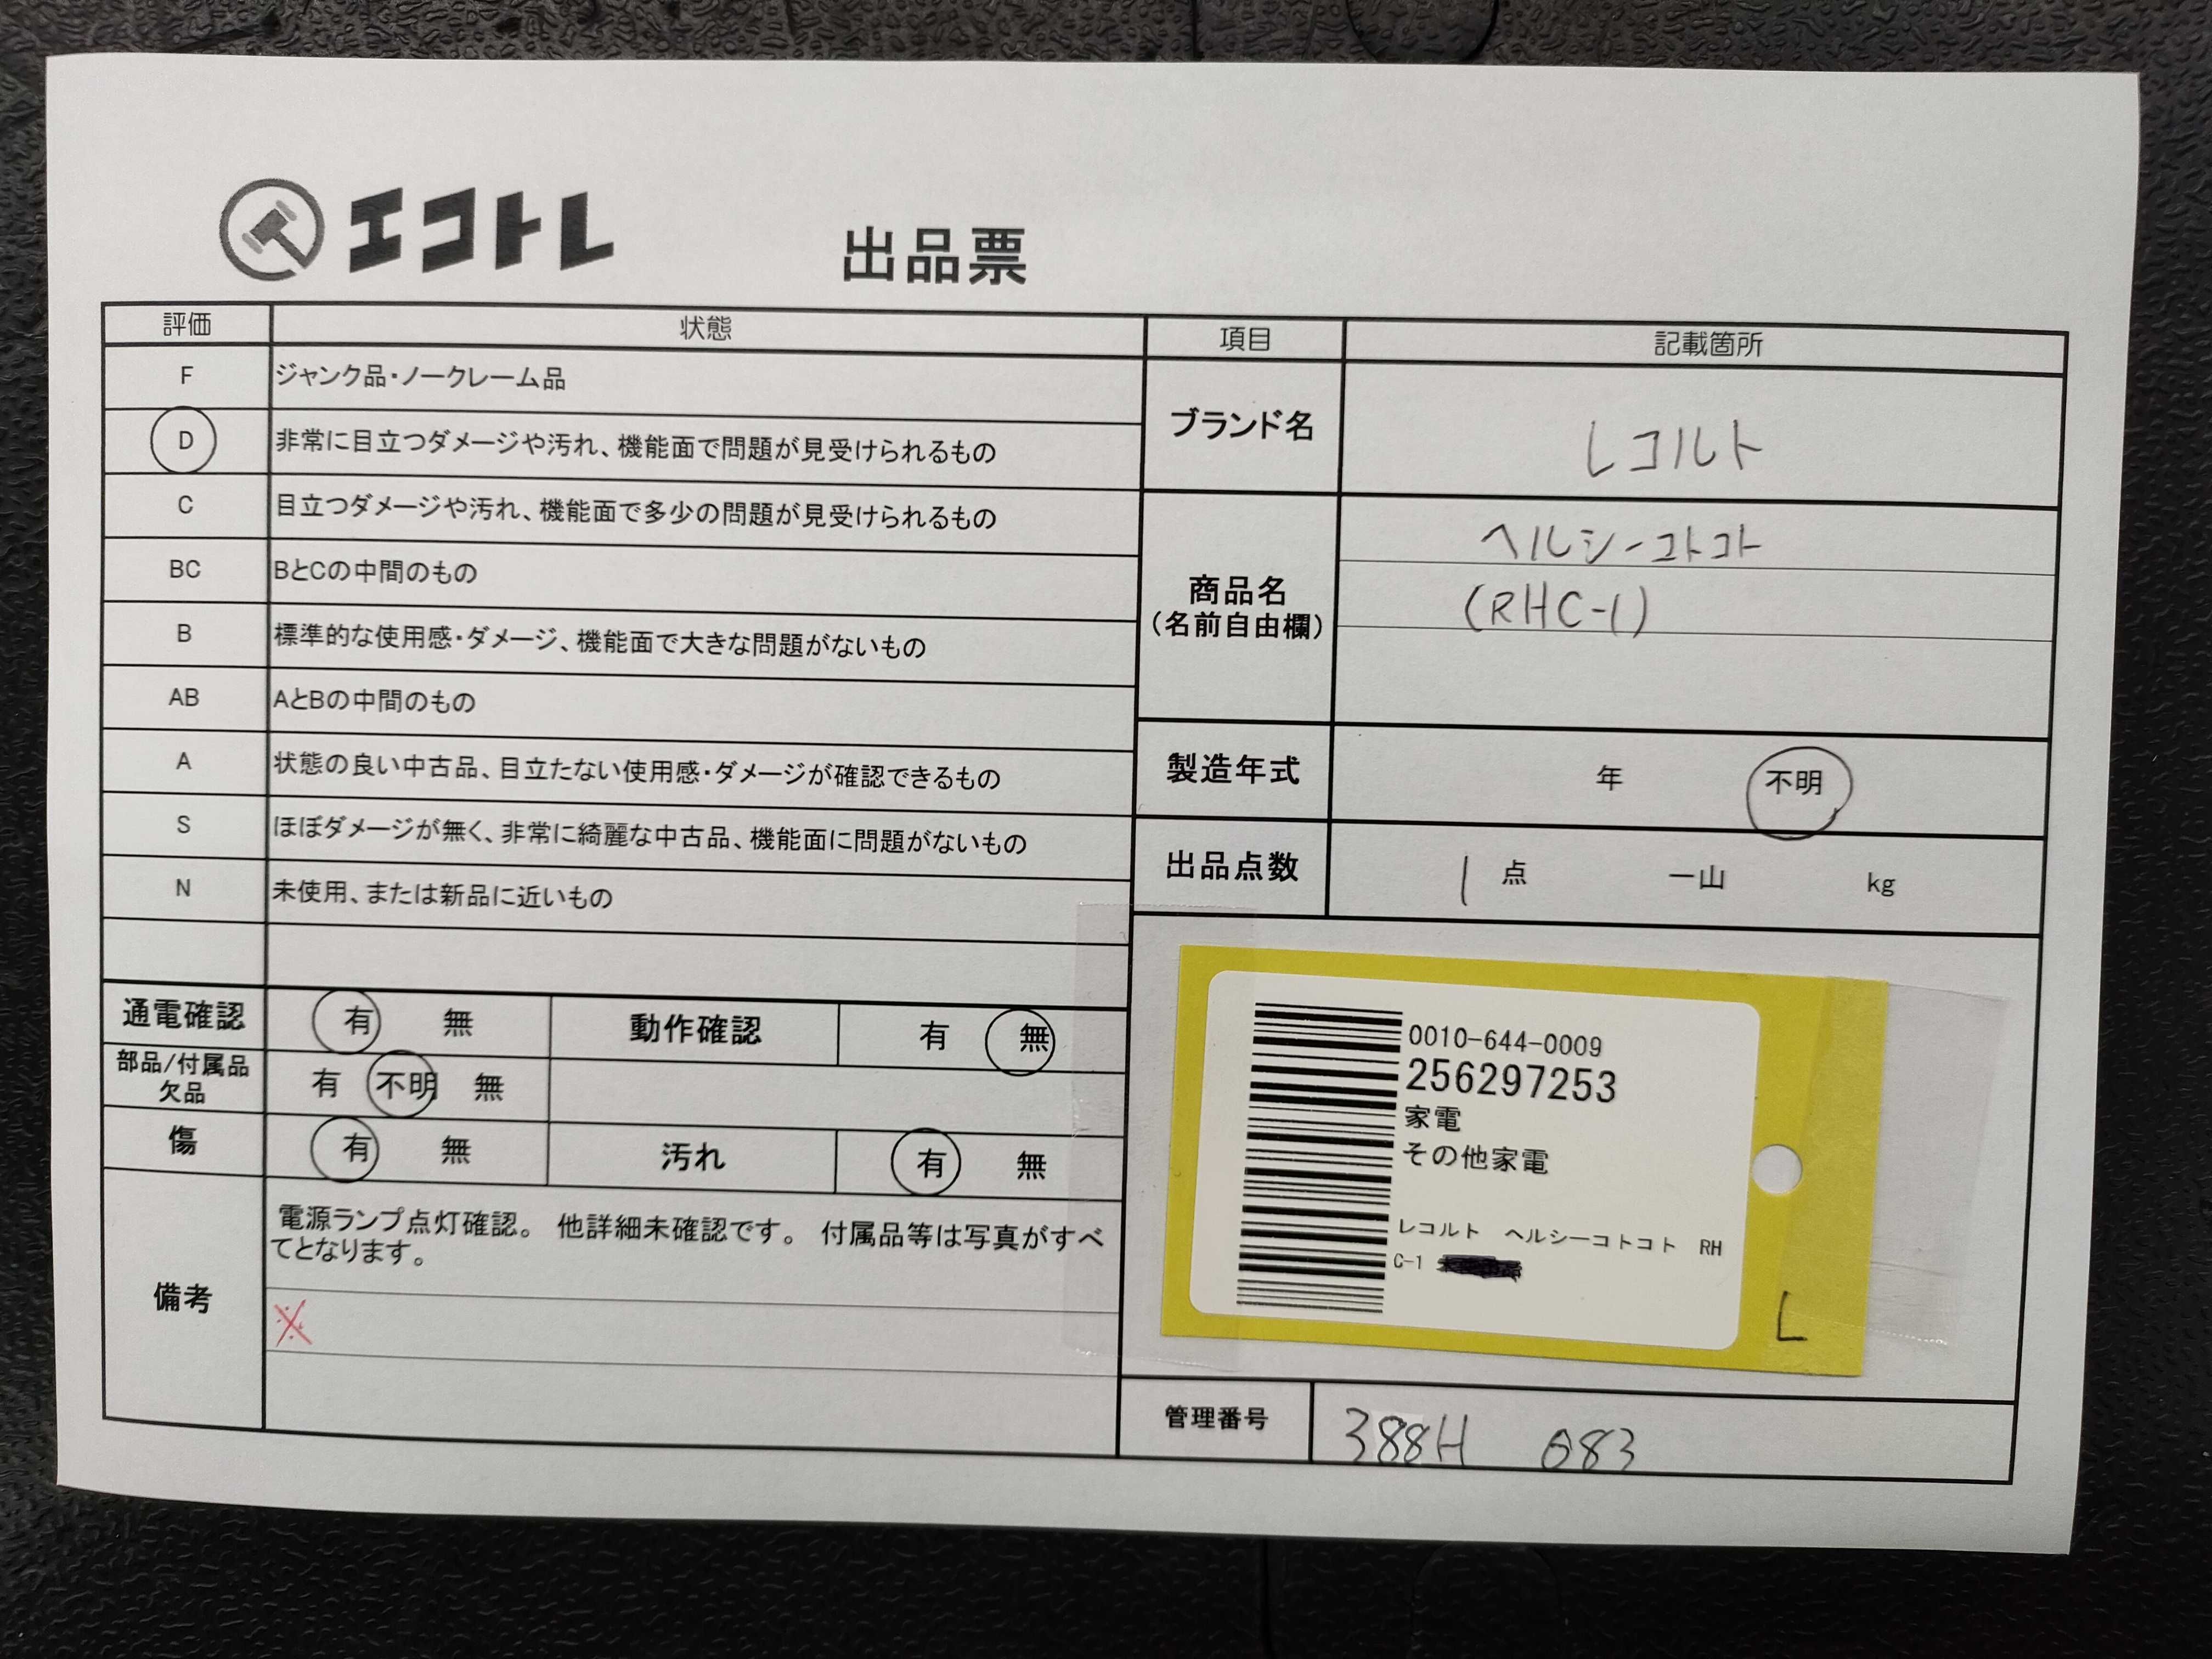 エコトレ
出品票
評価 状態
F ジャンク品・ノークレーム品
D 非常に目立つダメージや汚れ、機能面で問題が見受けられるもの
C 目立つダメージや汚れ、機能面で多少の問題が見受けられるもの
BC BとCの中間のもの
B 標準的な使用感・ダメージ、機能面で大きな問題がないもの
AB AとBの中間のもの
A 状態の良い中古品、目立たない使用感・ダメージが確認できるもの
S ほぼダメージが無く、非常に綺麗な中古品、機能面に問題がないもの
N 未使用、または新品に近いもの
通電確認 有 無 動作確認 有 無
部品/付属品
欠品 有 不明 無
傷 有 無 汚れ 有 無
備考
電源ランプ点灯確認。 他詳細未確認です。 付属品等は写真がすべ
てとなります。
※
項目 記載箇所
ブランド名 レコルト
商品名
(名前自由欄)
ヘルシーコトコト
(RHC-1)
製造年式 年 不明
出品点数 1 点 一山 kg
0010-644-0009
256297253
家電
その他家電
レコルト ヘルシーコトコト RH
C-1
L
管理番号 388H 083